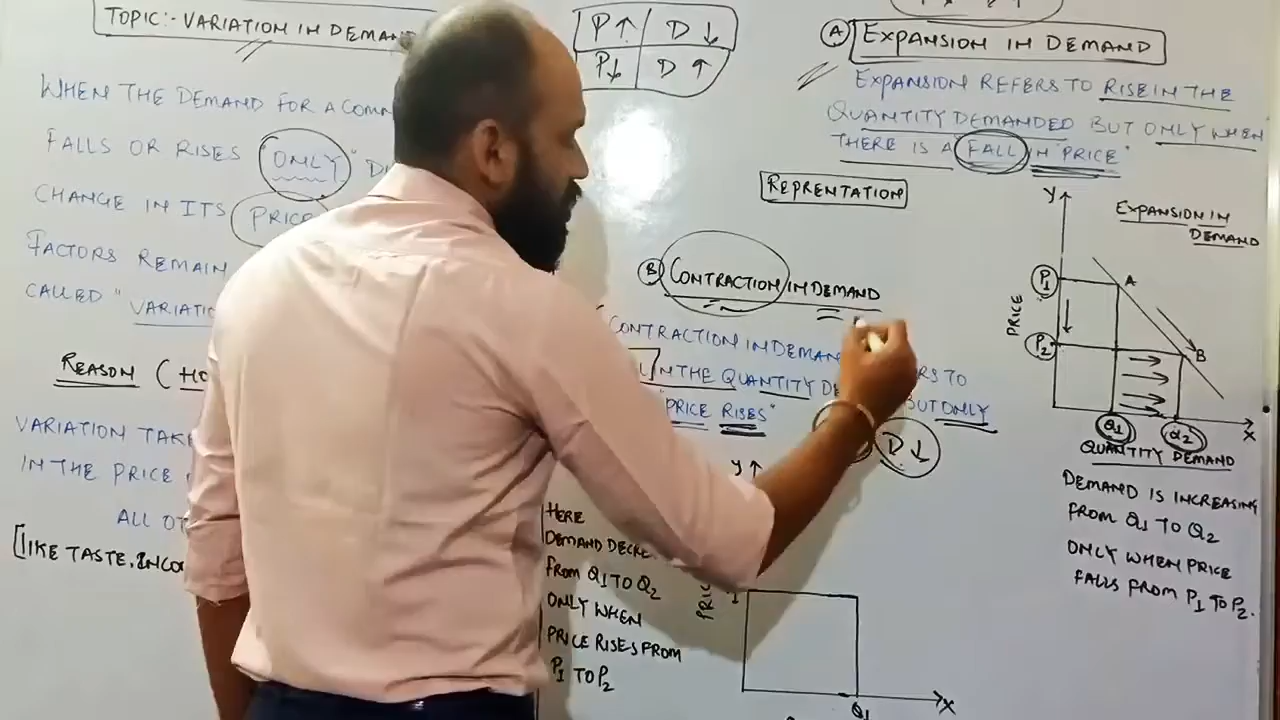 TOPIC:- VARIATION IN DEMAND
WHEN THE DEMAND FOR A COMM
FALLS OR RISES "ONLY" DU
CHANGE IN ITS PRICE
FACTORS REMAIN
CALLED "VARIATIO
REASON (HO
VARIATION TAKE
IN THE PRICE
ALL OT
[LIKE TASTE, INCO
P↑ D↓
P↓ D↑
REPRENTATION
(B) CONTRACTION IN DEMAND
CONTRACTION IN DEMAN RS TO
IN THE QUANTITY DE BUT ONLY
"PRICE RISES"
D↓
Y
HERE
DEMAND DECRE
FROM Q1 TO Q2
ONLY WHEN
PRICE RISES FROM
P1 TO P2
PRIC
Q1
X
(A) EXPANSION IN DEMAND
EXPANSION REFERS TO RISE IN THE
QUANTITY DEMANDED BUT ONLY WHEN
THERE IS A FALL IN "PRICE"
Y
EXPANSION IN
DEMAND
P1 A
PRICE
P2 B
Q1 Q2 X
QUANTITY DEMAND
DEMAND IS INCREASING
FROM Q1 TO Q2
ONLY WHEN PRICE
FALLS FROM P1 TO P2.